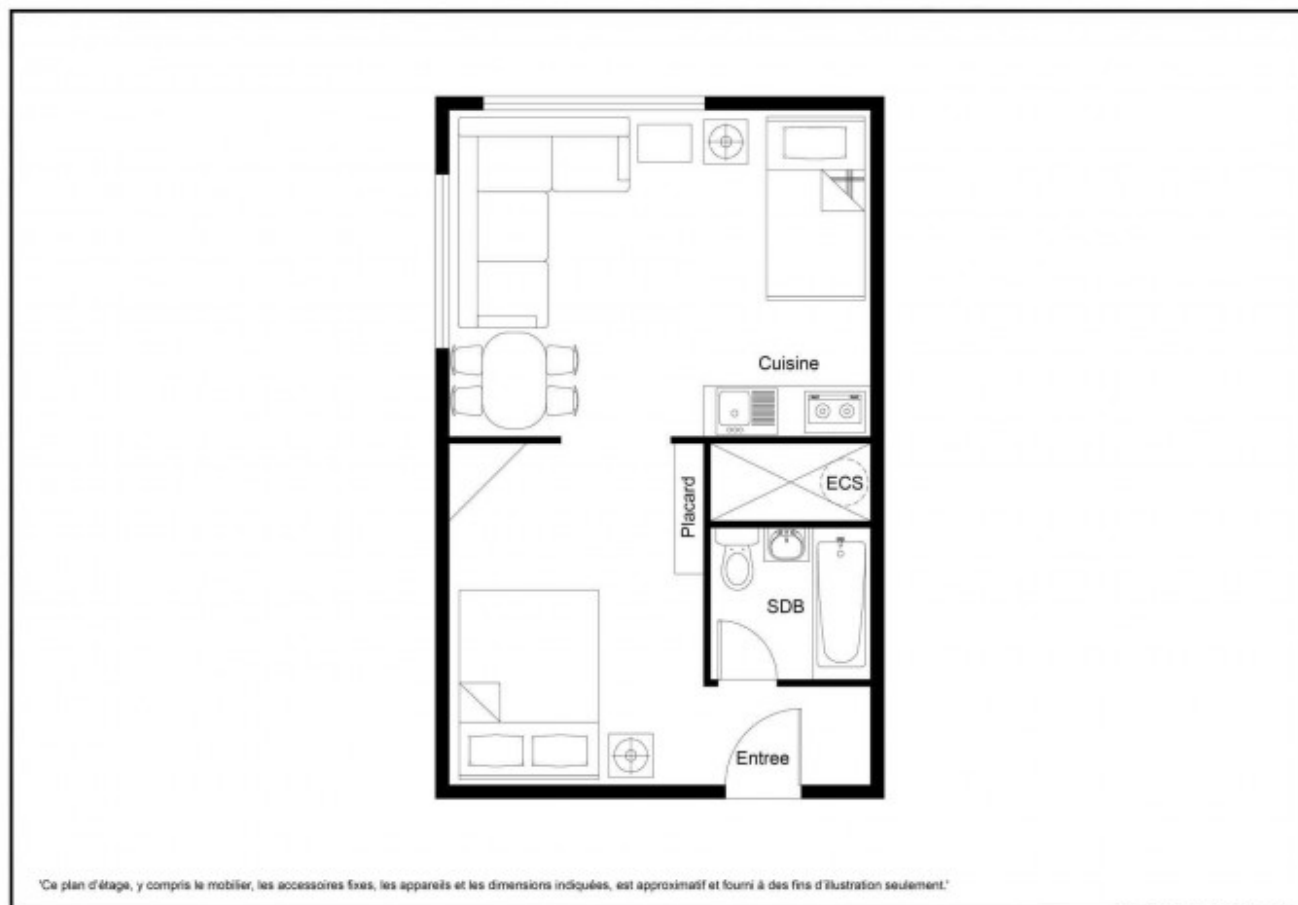 Cuisine
ECS
Placard
SDB
Entree
'Ce plan d'étage, y compris le mobilier, les accessoires fixes, les appareils et les dimensions indiquées, est approximatif et fourni à des fins d'illustration seulement.'